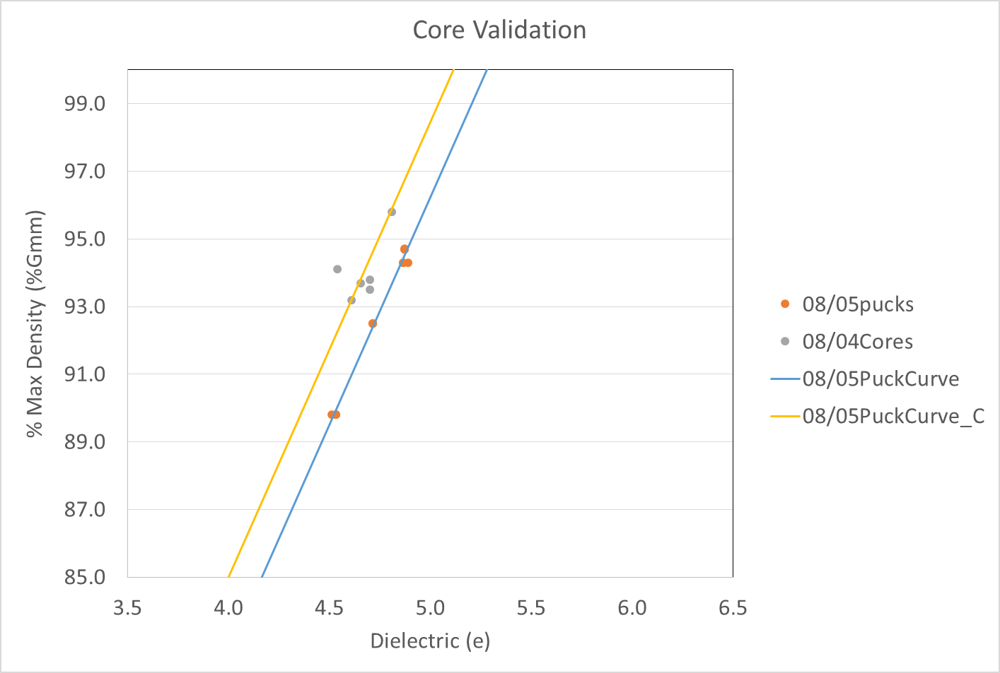 Core Validation
% Max Density (%Gmm)
99.0
97.0
95.0
93.0
91.0
89.0
87.0
85.0
3.5 4.0 4.5 5.0 5.5 6.0 6.5
Dielectric (e)
08/05pucks
08/04Cores
08/05PuckCurve
08/05PuckCurve_C